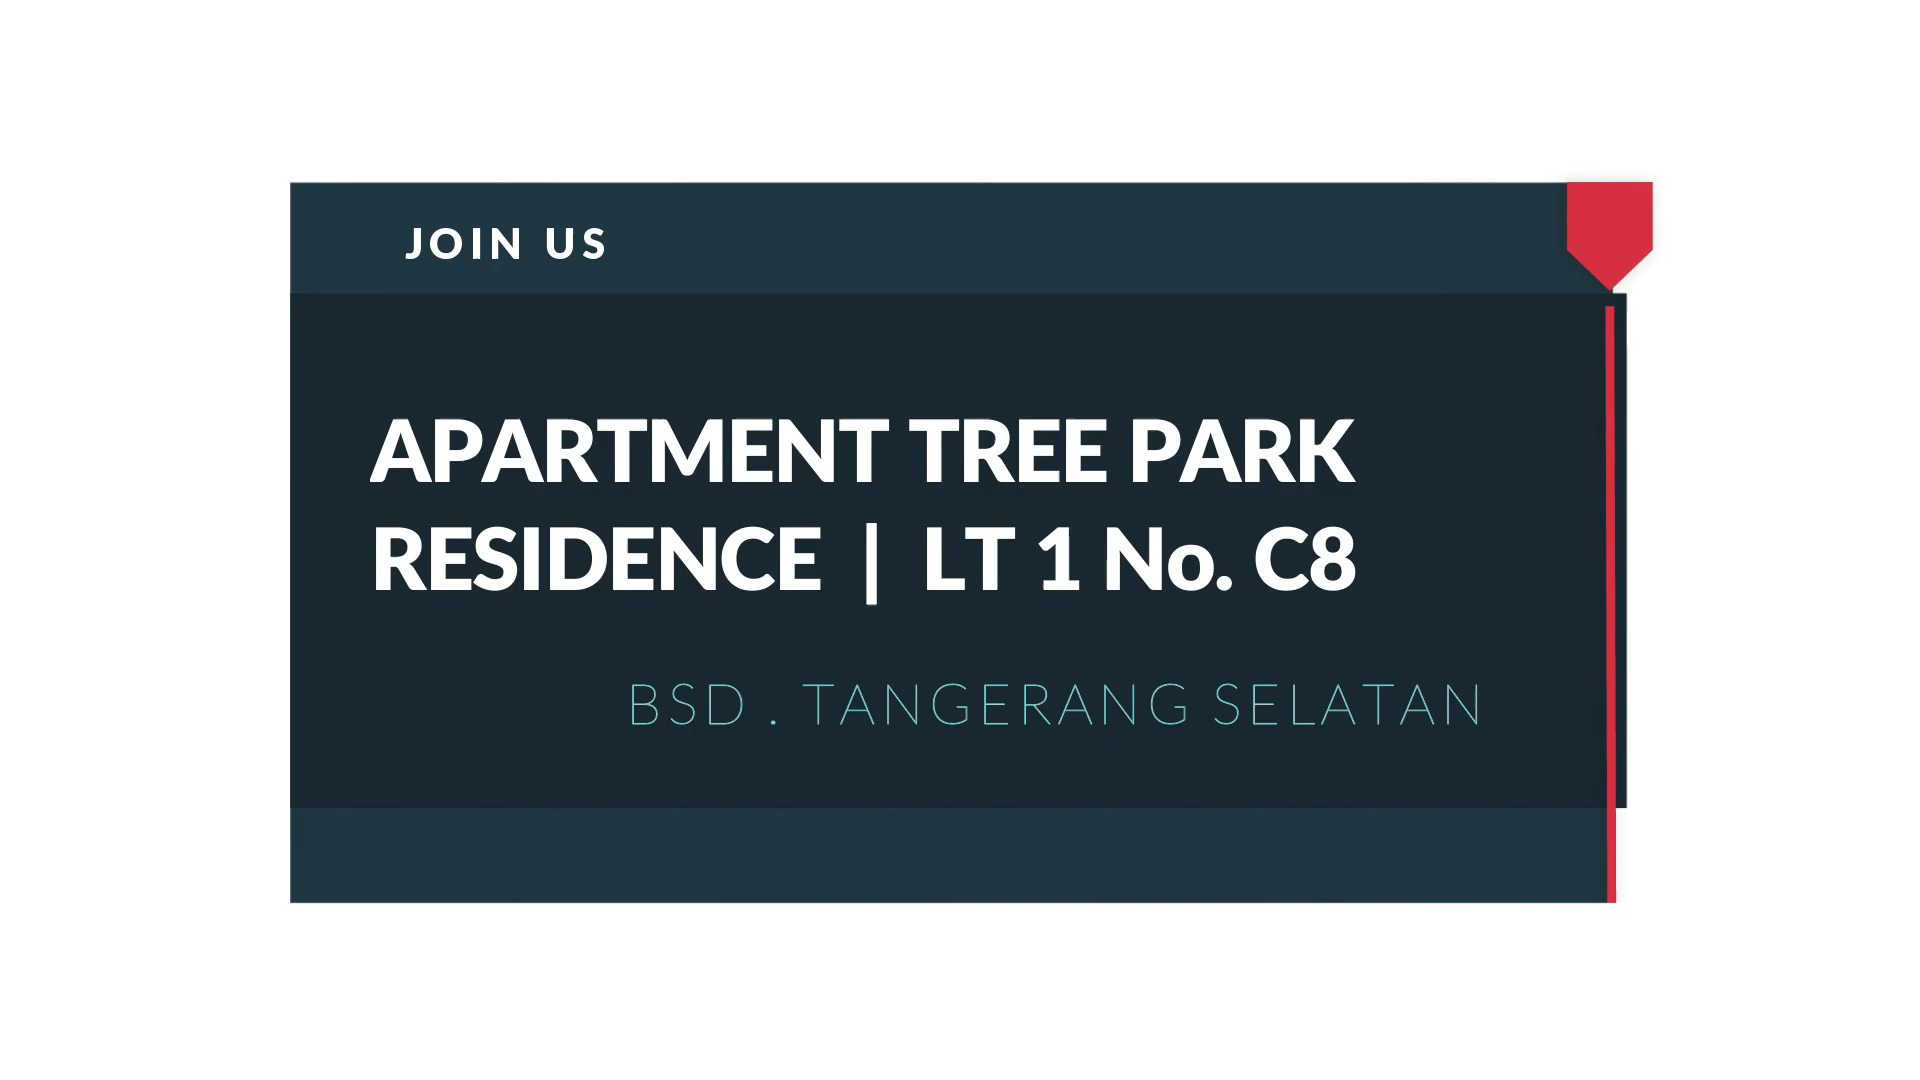 JOIN US
APARTMENT TREE PARK
RESIDENCE | LT 1 No. C8
BSD . TANGERANG SELATAN